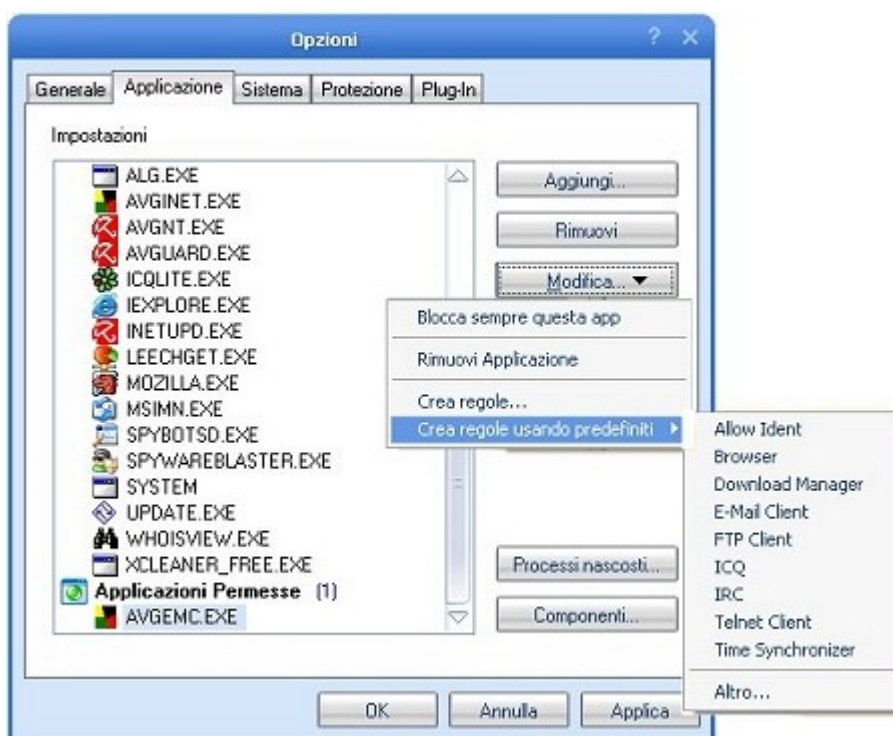 Opzioni
Generale Applicazione Sistema Protezione Plug-In
Impostazioni
ALG.EXE
AVGINET.EXE
AVGNT.EXE
AVGUARD.EXE
ICQLITE.EXE
IEXPLORE.EXE
INETUPD.EXE
LEECHGET.EXE
MOZILLA.EXE
MSIMN.EXE
SPYBOTSD.EXE
SPYWAREBLASTER.EXE
SYSTEM
UPDATE.EXE
WHOISVIEW.EXE
XCLEANER_FREE.EXE
Applicazioni Permesse (1)
AVGEMC.EXE
Aggiungi...
Rimuovi
Modifica...
Blocca sempre questa app
Rimuovi Applicazione
Crea regole...
Crea regole usando predefiniti
Allow Ident
Browser
Download Manager
E-Mail Client
FTP Client
ICQ
IRC
Telnet Client
Time Synchronizer
Altro...
Processi nascosti...
Componenti...
OK Annulla Applica